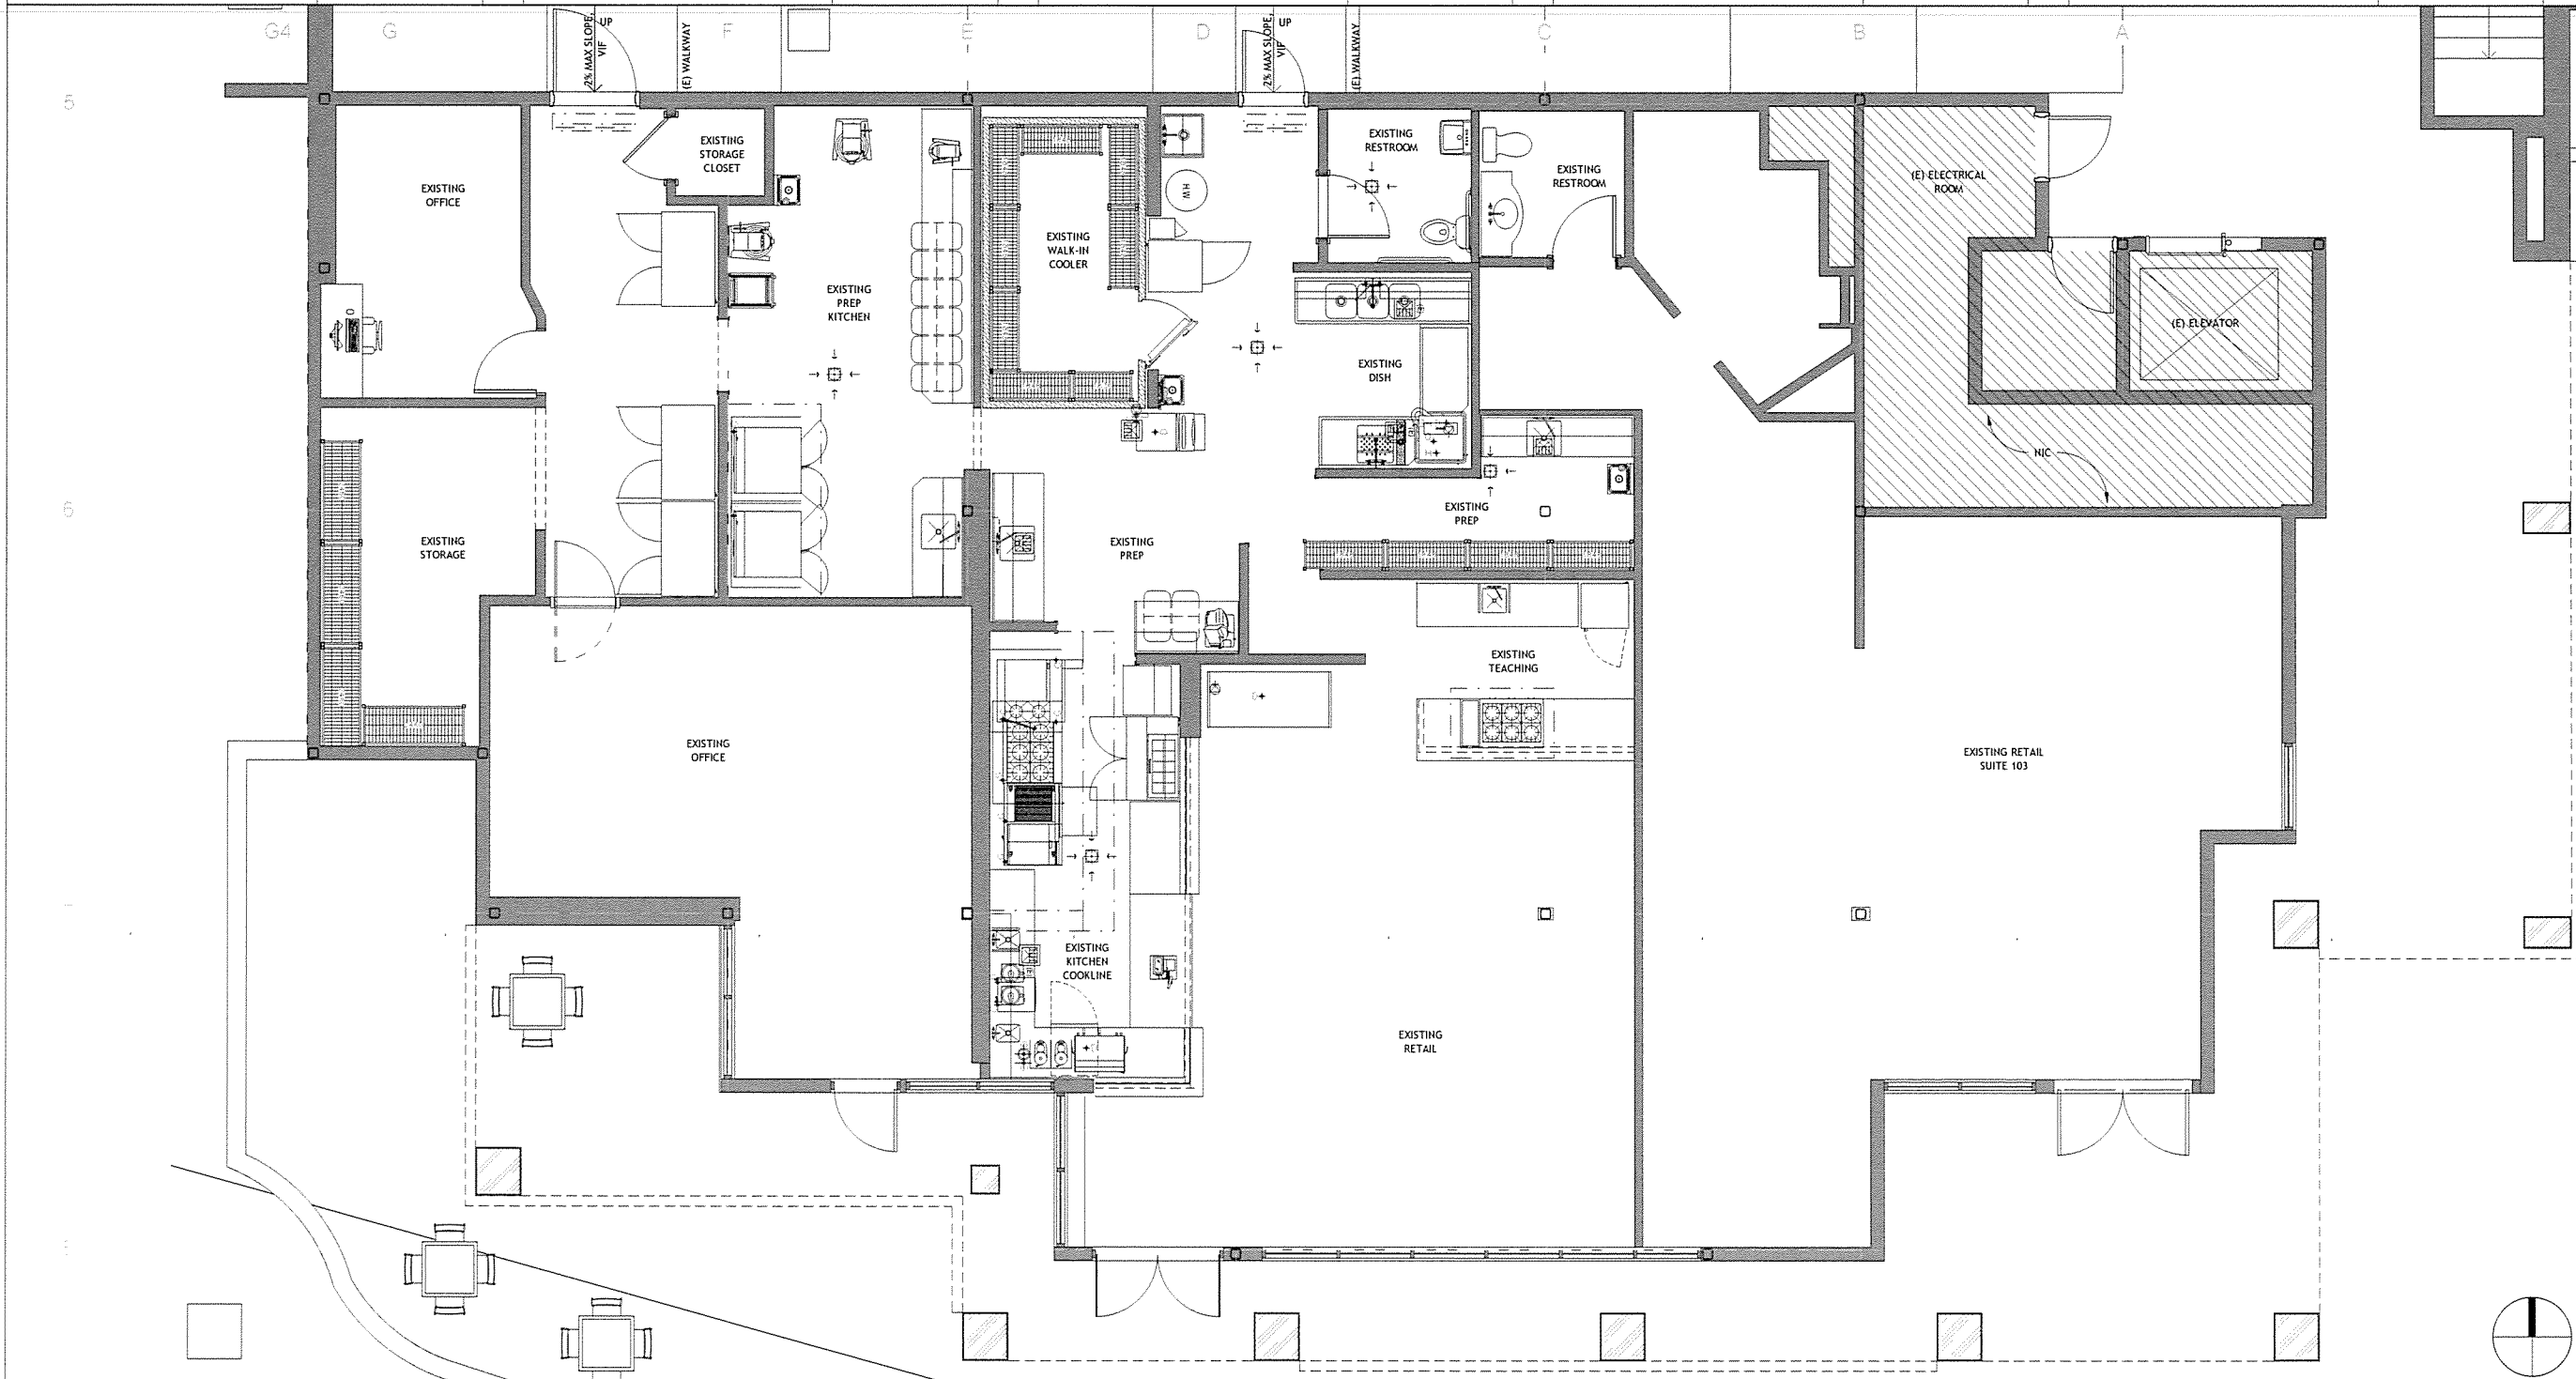 G4
G
F
E
D
C
B
A
2% MAX SLOPE,
VIF
UP
(E) WALKWAY
2% MAX SLOPE,
VIF
UP
(E) WALKWAY
5
EXISTING
STORAGE
CLOSET
EXISTING
RESTROOM
EXISTING
RESTROOM
(E) ELECTRICAL
ROOM
EXISTING
OFFICE
HW
EXISTING
WALK-IN
COOLER
EXISTING
PREP
KITCHEN
(E) ELEVATOR
EXISTING
DISH
NIC
6
EXISTING
PREP
EXISTING
STORAGE
EXISTING
PREP
EXISTING
TEACHING
EXISTING
OFFICE
EXISTING RETAIL
SUITE 103
EXISTING
KITCHEN
COOKLINE
EXISTING
RETAIL